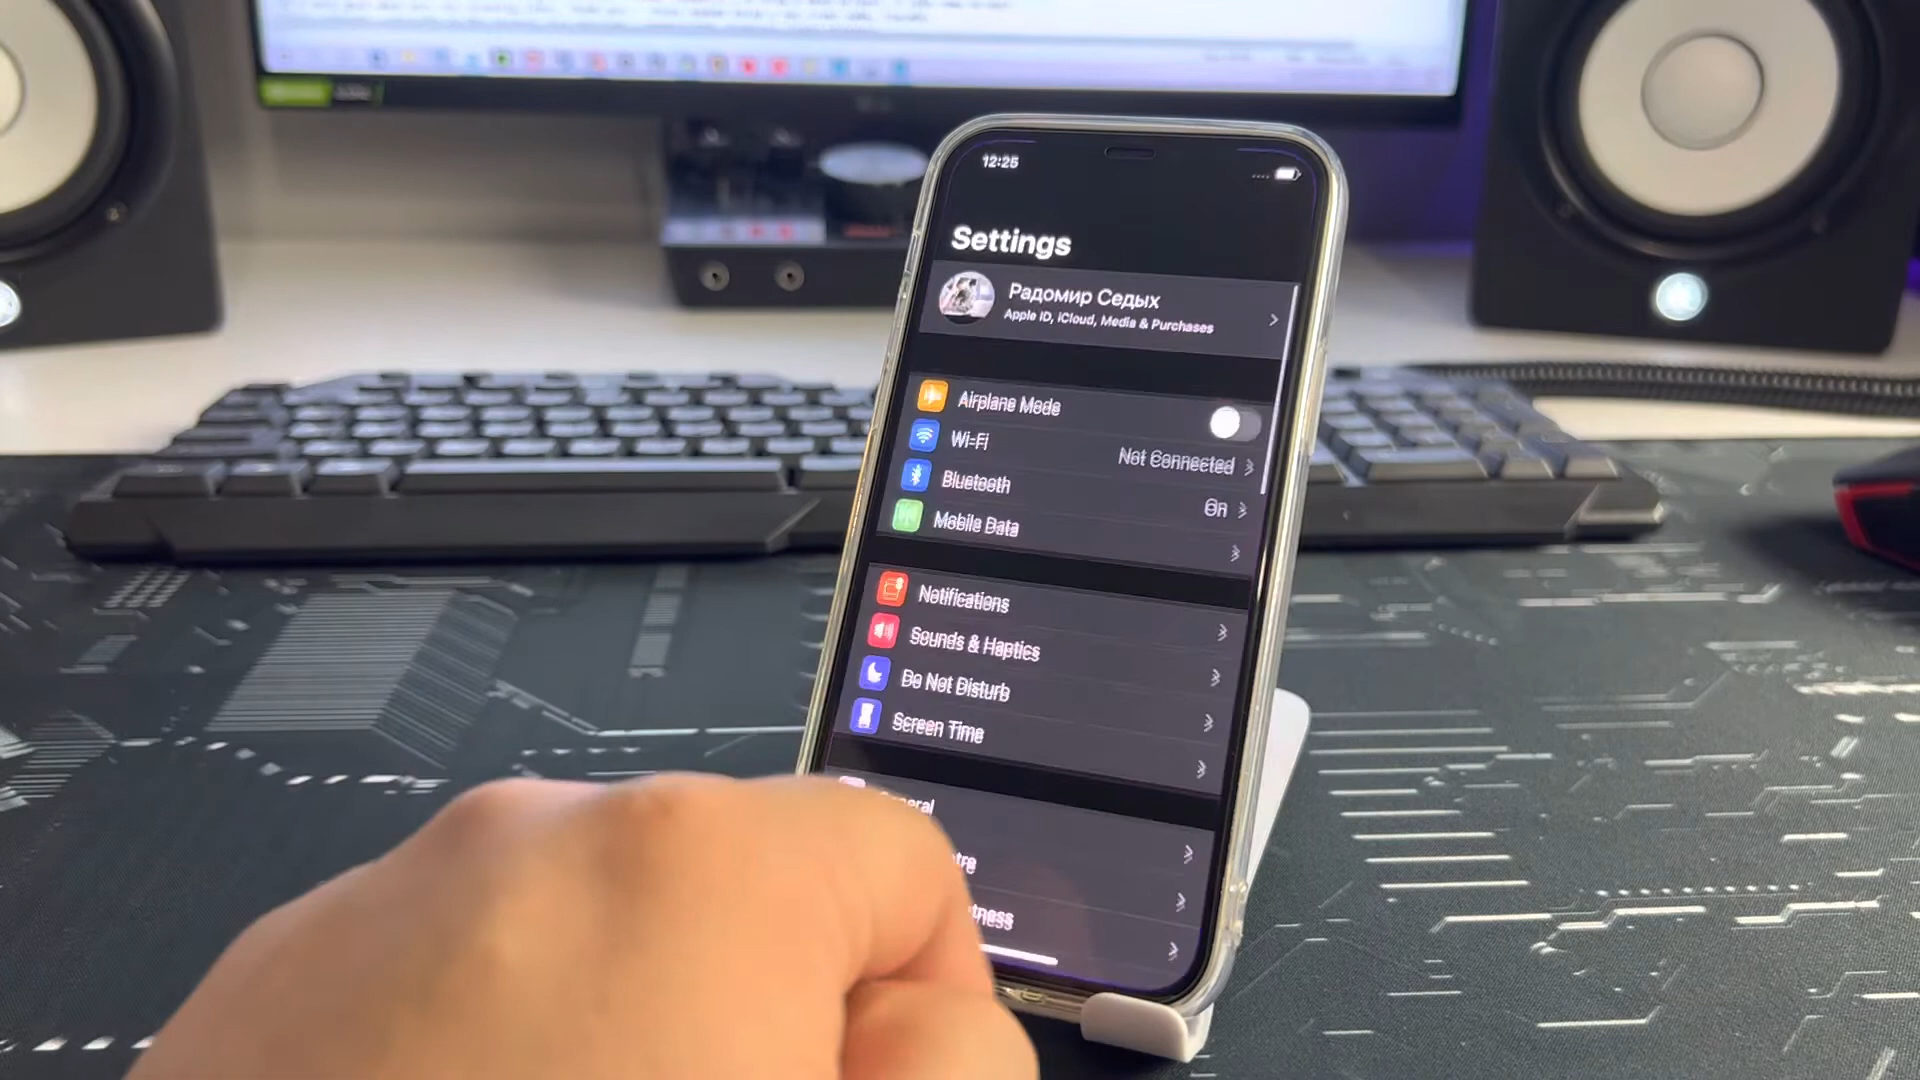 12:25
Settings
Радомир Седых
Apple ID, iCloud, Media & Purchases
Airplane Mode
Wi-Fi
Not Connected
Bluetooth
On
Mobile Data
Notifications
Sounds & Haptics
Do Not Disturb
Screen Time